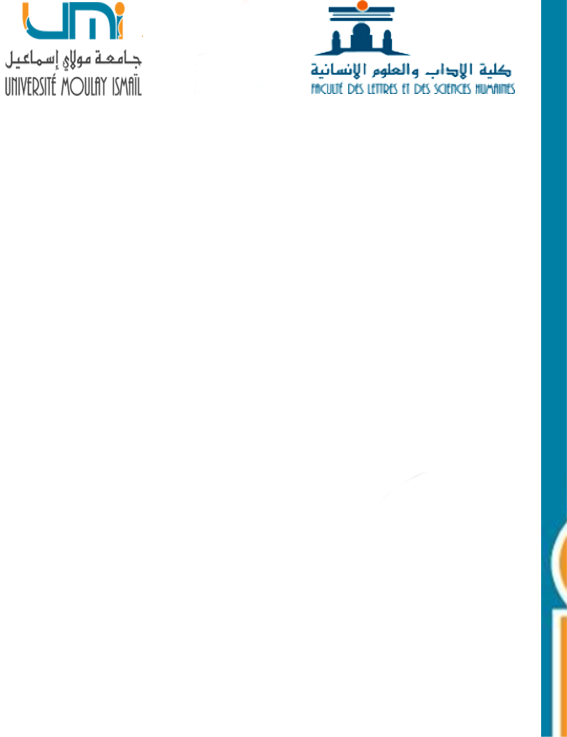 umi
جامعة مولاي إسماعيل
UNIVERSITÉ MOULAY ISMAÏL
كلية الآداب والعلوم الإنسانية
FACULTÉ DES LETTRES ET DES SCIENCES HUMAINES